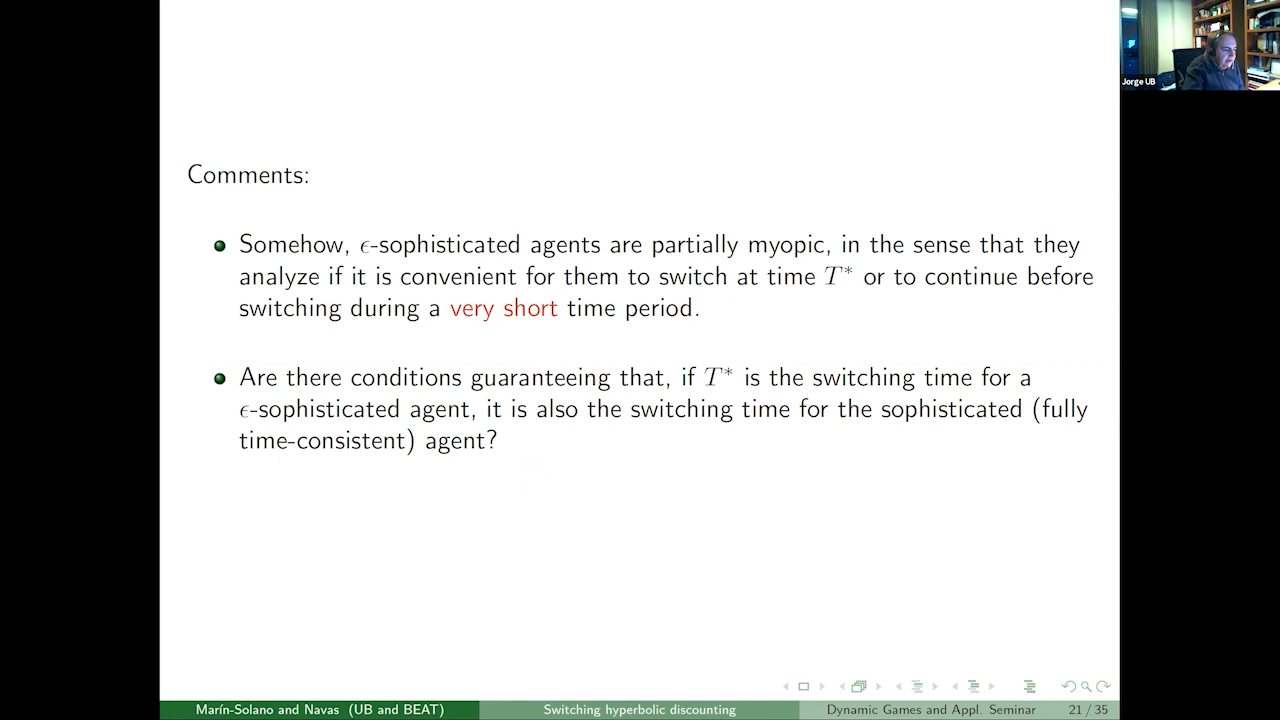 Jorge UB
Comments:
Somehow, ϵ-sophisticated agents are partially myopic, in the sense that they
analyze if it is convenient for them to switch at time T* or to continue before
switching during a very short time period.
Are there conditions guaranteeing that, if T* is the switching time for a
ϵ-sophisticated agent, it is also the switching time for the sophisticated (fully
time-consistent) agent?
Marín-Solano and Navas (UB and BEAT)
Switching hyperbolic discounting
Dynamic Games and Appl. Seminar
21 / 35